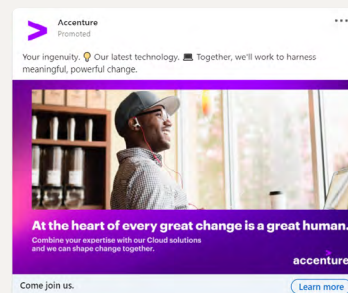 Accenture
Promoted
Your ingenuity. 💡 Our latest technology. 💻 Together, we'll work to harness
meaningful, powerful change.
At the heart of every great change is a great human.
Combine your expertise with our Cloud solutions
and we can shape change together.
accenture
Come join us.
Learn more